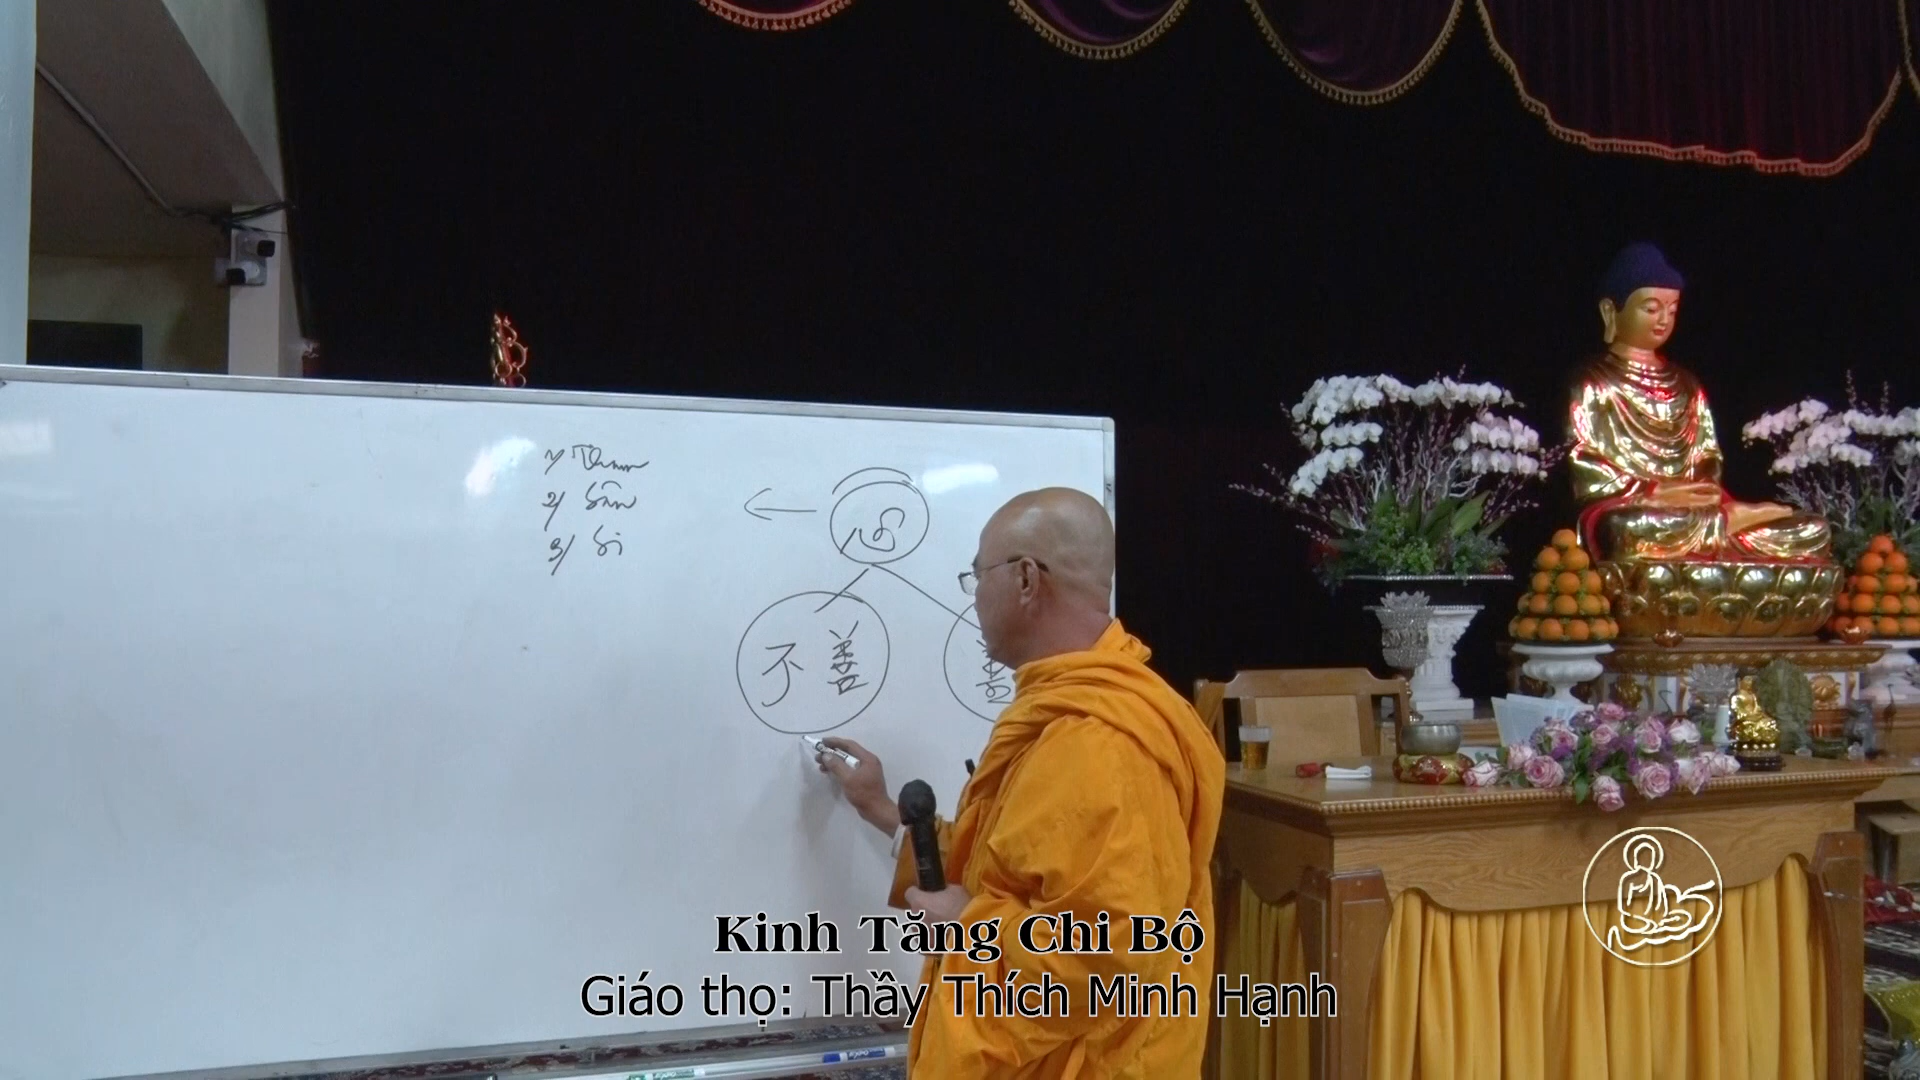 1/ Tham
2/ Sân
3/ Si
心
不善
善
Kinh Tăng Chi Bộ
Giáo thọ: Thầy Thích Minh Hạnh